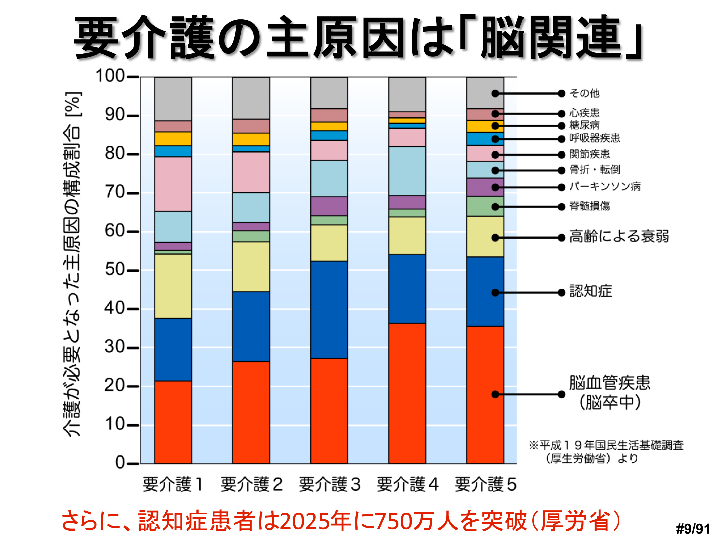 要介護の主原因は「脳関連」
介護が必要となった主原因の構成割合 [%]
100
90
80
70
60
50
40
30
20
10
0
その他
心疾患
糖尿病
呼吸器疾患
関節疾患
骨折・転倒
パーキンソン病
脊髄損傷
高齢による衰弱
認知症
脳血管疾患
（脳卒中）
※平成１９年国民生活基礎調査
（厚生労働省）より
要介護１ 要介護２ 要介護３ 要介護４ 要介護５
さらに、認知症患者は2025年に750万人を突破（厚労省）
#9/91